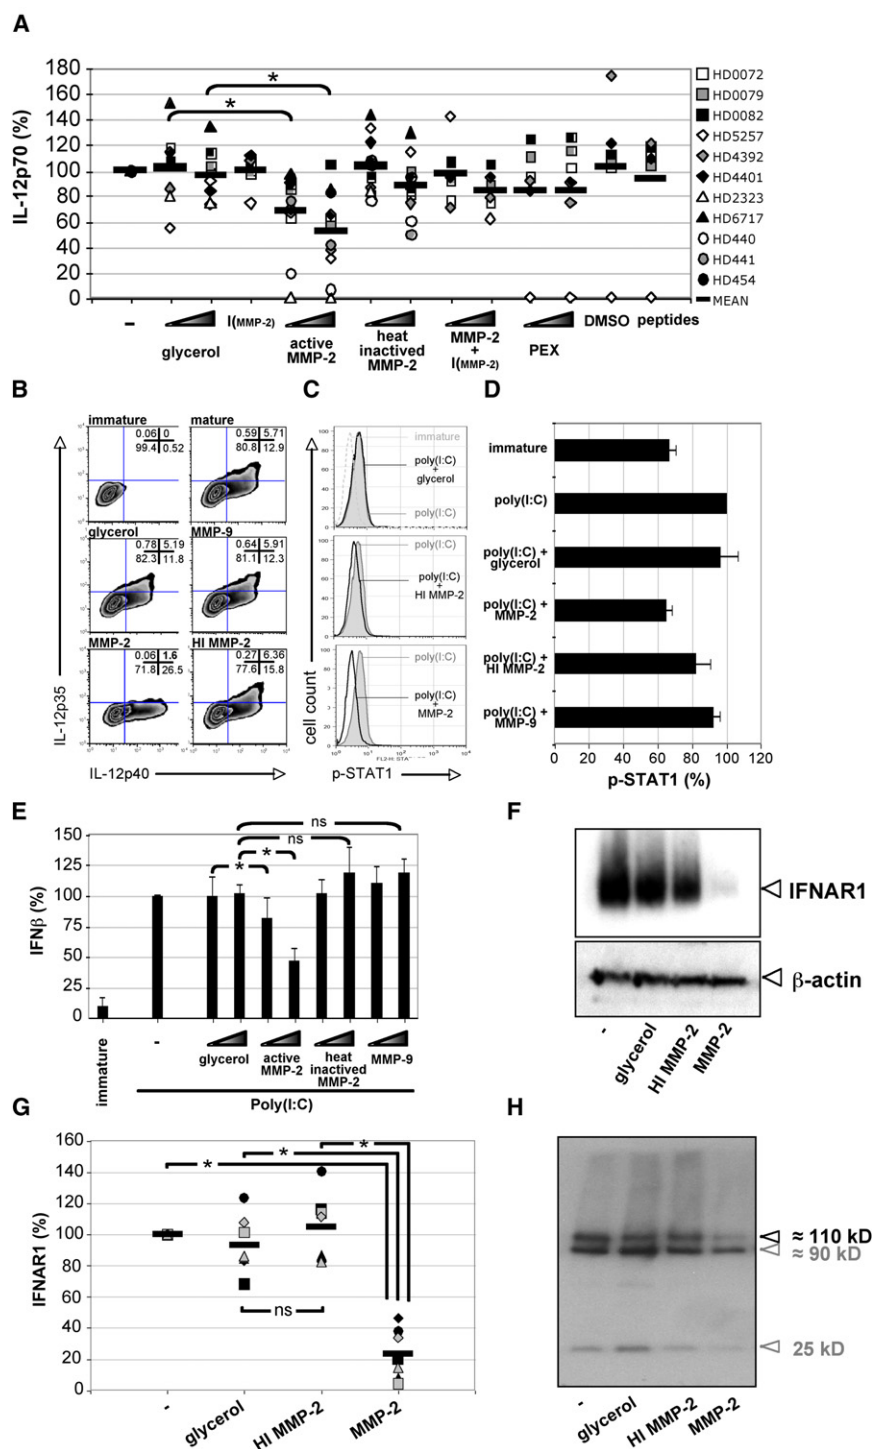 A
IL-12p70 (%)
180
160
140
120
100
80
60
40
20
0
*
*
HD0072
HD0079
HD0082
HD5257
HD4392
HD4401
HD2323
HD6717
HD440
HD441
HD454
MEAN
-
glycerol
I(MMP-2)
active
MMP-2
heat
inactived
MMP-2
MMP-2
+
I(MMP-2)
PEX
DMSO
peptides
B
immature
0.06 0
99.4 0.52
mature
0.59 5.71
80.8 12.9
glycerol
0.78 5.19
82.3 11.8
MMP-9
0.64 5.91
81.1 12.3
MMP-2
0.06 1.6
71.8 26.5
HI MMP-2
0.27 6.36
77.6 15.8
IL-12p35
IL-12p40
C
immature
poly(I:C)
+
glycerol
poly(I:C)
poly(I:C)
poly(I:C)
+
HI MMP-2
poly(I:C)
poly(I:C)
+
MMP-2
cell count
p-STAT1
D
immature
poly(I:C)
poly(I:C) +
glycerol
poly(I:C) +
MMP-2
poly(I:C) +
HI MMP-2
poly(I:C) +
MMP-9
0 20 40 60 80 100 120
p-STAT1 (%)
E
IFNβ (%)
150
125
100
75
50
25
0
ns
ns
*
*
immature
-
glycerol
active
MMP-2
heat
inactived
MMP-2
MMP-9
Poly(I:C)
F
IFNAR1
β-actin
-
glycerol
HI MMP-2
MMP-2
G
IFNAR1 (%)
160
140
120
100
80
60
40
20
0
*
*
*
ns
-
glycerol
HI MMP-2
MMP-2
H
≈ 110 kD
≈ 90 kD
25 kD
-
glycerol
HI MMP-2
MMP-2